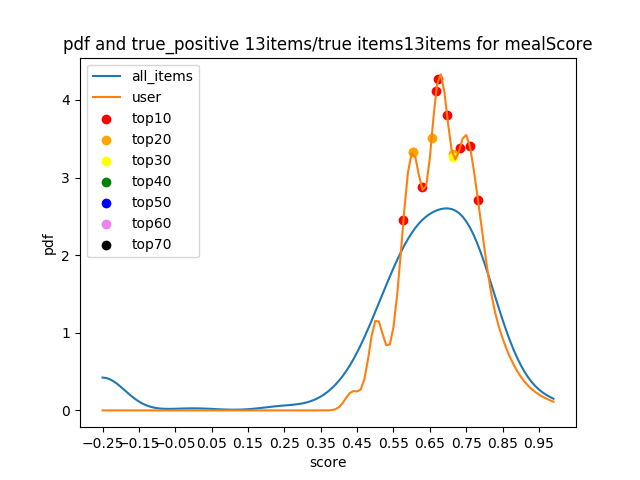 pdf and true_positive 13items/true items13items for mealScore
all_items
user
top10
top20
top30
top40
top50
top60
top70
pdf
4
3
2
1
0
−0.25 −0.15 −0.05 0.05 0.15 0.25 0.35 0.45 0.55 0.65 0.75 0.85 0.95
score